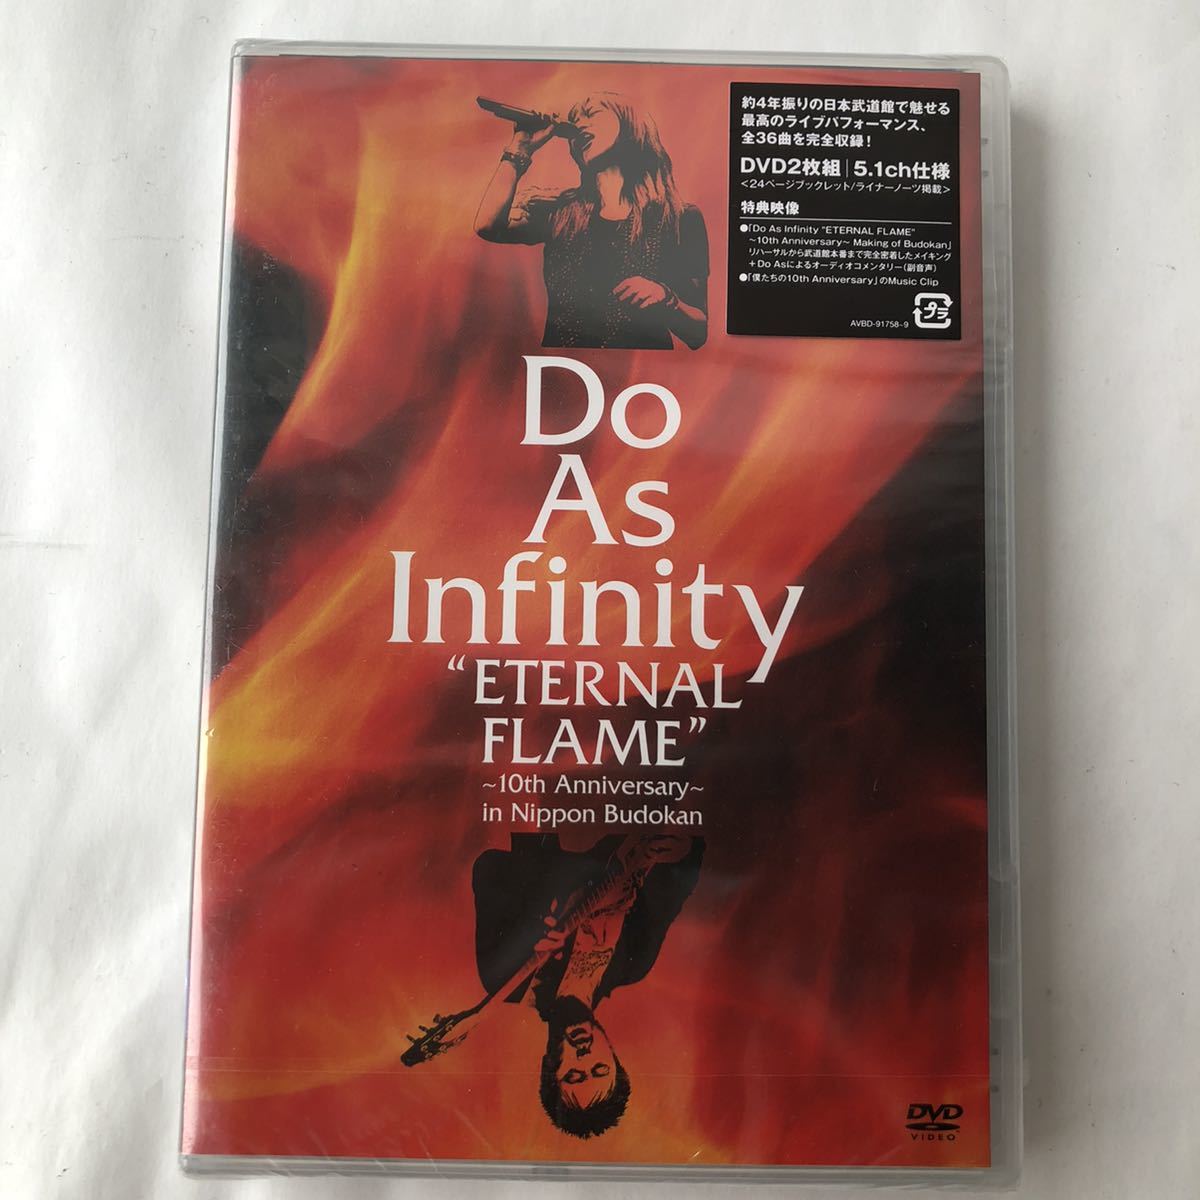 約4年振りの日本武道館で魅せる
最高のライブパフォーマンス、
全36曲を完全収録！
DVD2枚組｜5.1ch仕様
<24ページブックレット/ライナーノーツ掲載>
特典映像
●「Do As Infinity "ETERNAL FLAME"
～10th Anniversary～ Making of Budokan」
リハーサルから武道館本番まで完全密着したメイキング
＋Do Asによるオーディオコメンタリー（副音声）
●「僕たちの10th Anniversary」のMusic Clip
プラ
AVBD-91758~9
Do
As
Infinity
“ETERNAL
FLAME”
~10th Anniversary~
in Nippon Budokan
DVD
VIDEO